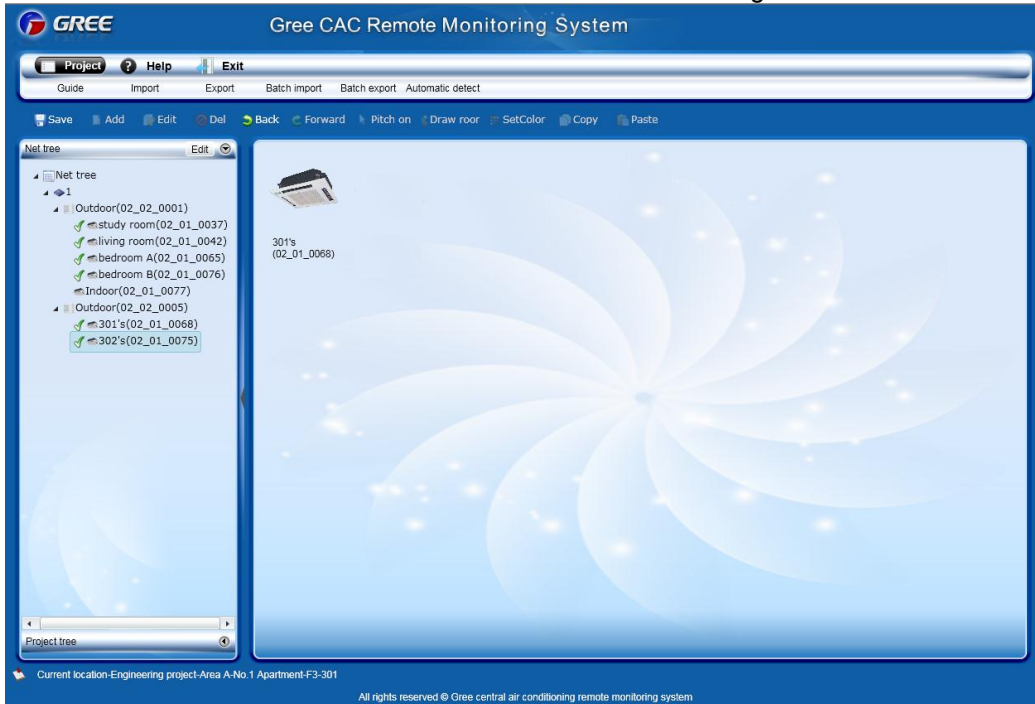 GREE
Gree CAC Remote Monitoring System
Project Help Exit
Guide Import Export Batch import Batch export Automatic detect
Save Add Edit Del Back Forward Pitch on Draw roor SetColor Copy Paste
Net tree Edit
Net tree
1
Outdoor(02_02_0001)
study room(02_01_0037)
living room(02_01_0042)
bedroom A(02_01_0065)
bedroom B(02_01_0076)
Indoor(02_01_0077)
Outdoor(02_02_0005)
301's(02_01_0068)
302's(02_01_0075)
301's
(02_01_0068)
Project tree
Current location-Engineering project-Area A-No.1 Apartment-F3-301
All rights reserved © Gree central air conditioning remote monitoring system